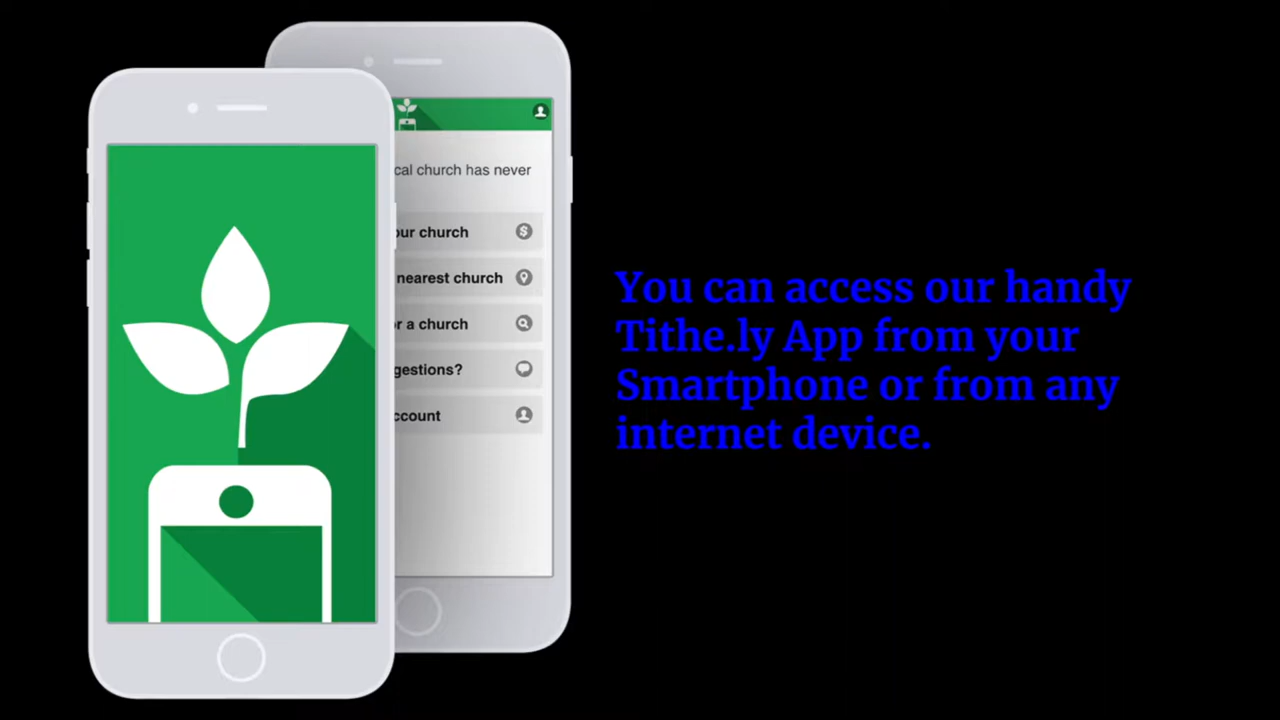 cal church has never
our church
nearest church
or a church
gestions?
ccount
You can access our handy
Tithe.ly App from your
Smartphone or from any
internet device.